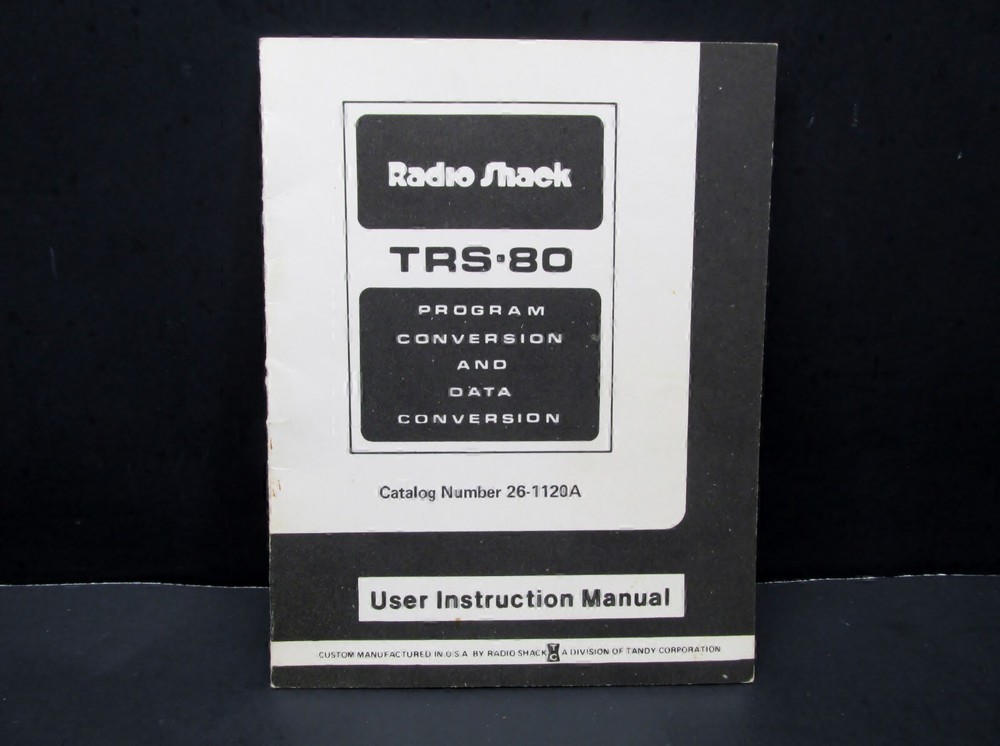 Radio Shack
TRS-80
PROGRAM
CONVERSION
AND
DATA
CONVERSION
Catalog Number 26-1120A
User Instruction Manual
CUSTOM MANUFACTURED IN U.S.A. BY RADIO SHACK TC A DIVISION OF TANDY CORPORATION